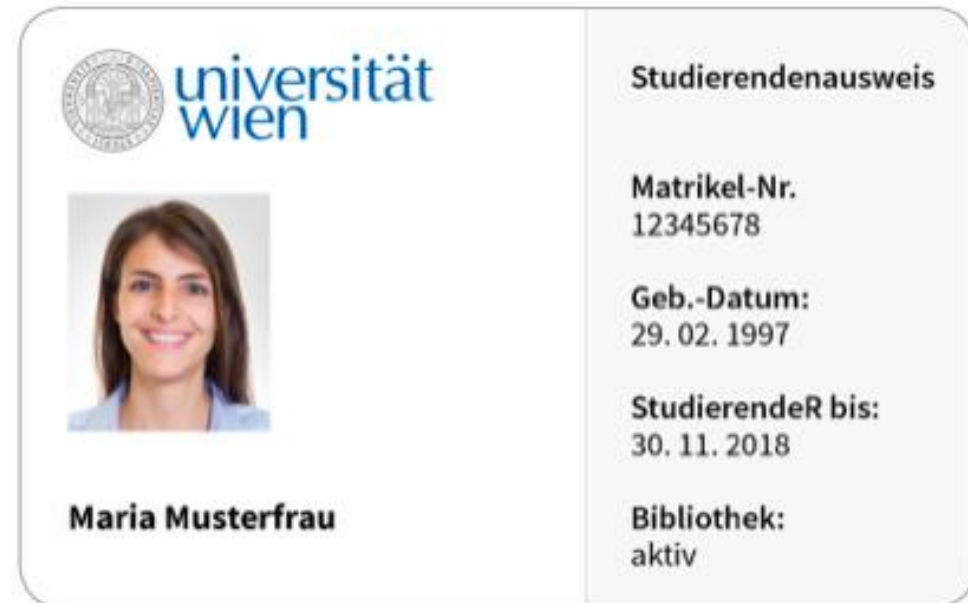 universität
wien
Maria Musterfrau
Studierendenausweis
Matrikel-Nr.
12345678
Geb.-Datum:
29. 02. 1997
StudierendeR bis:
30. 11. 2018
Bibliothek:
aktiv